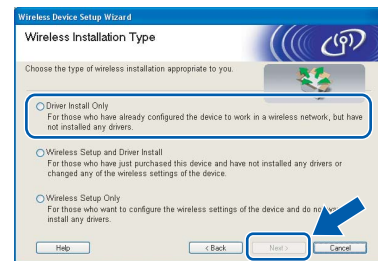 Wireless Device Setup Wizard
Wireless Installation Type
Choose the type of wireless installation appropriate to you.
Driver Install Only
For those who have already configured the device to work in a wireless network, but have
not installed any drivers.
Wireless Setup and Driver Install
For those who have just purchased this device and have not installed any drivers or
changed any of the wireless settings of the device.
Wireless Setup Only
For those who want to configure the wireless settings of the device and do
install any drivers.
Help
< Back
Next >
Cancel